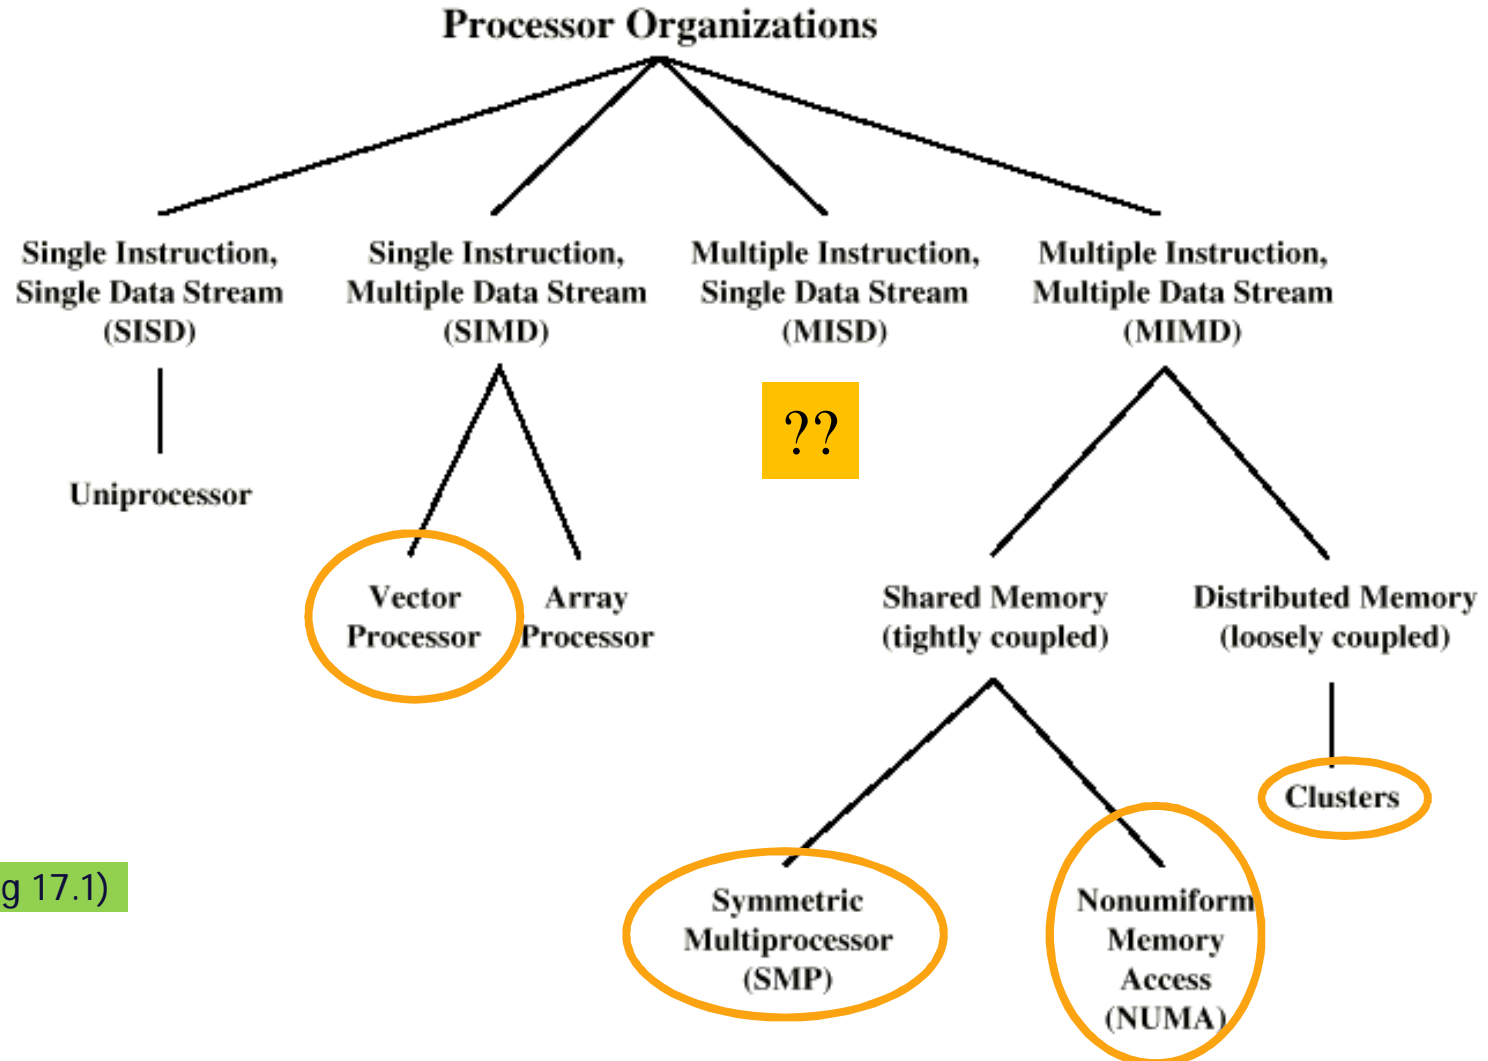 Processor Organizations
Single Instruction,
Single Data Stream
(SISD)
Single Instruction,
Multiple Data Stream
(SIMD)
Multiple Instruction,
Single Data Stream
(MISD)
Multiple Instruction,
Multiple Data Stream
(MIMD)
??
Uniprocessor
Vector
Processor
Array
Processor
Shared Memory
(tightly coupled)
Distributed Memory
(loosely coupled)
Clusters
g 17.1)
Symmetric
Multiprocessor
(SMP)
Nonumiform
Memory
Access
(NUMA)